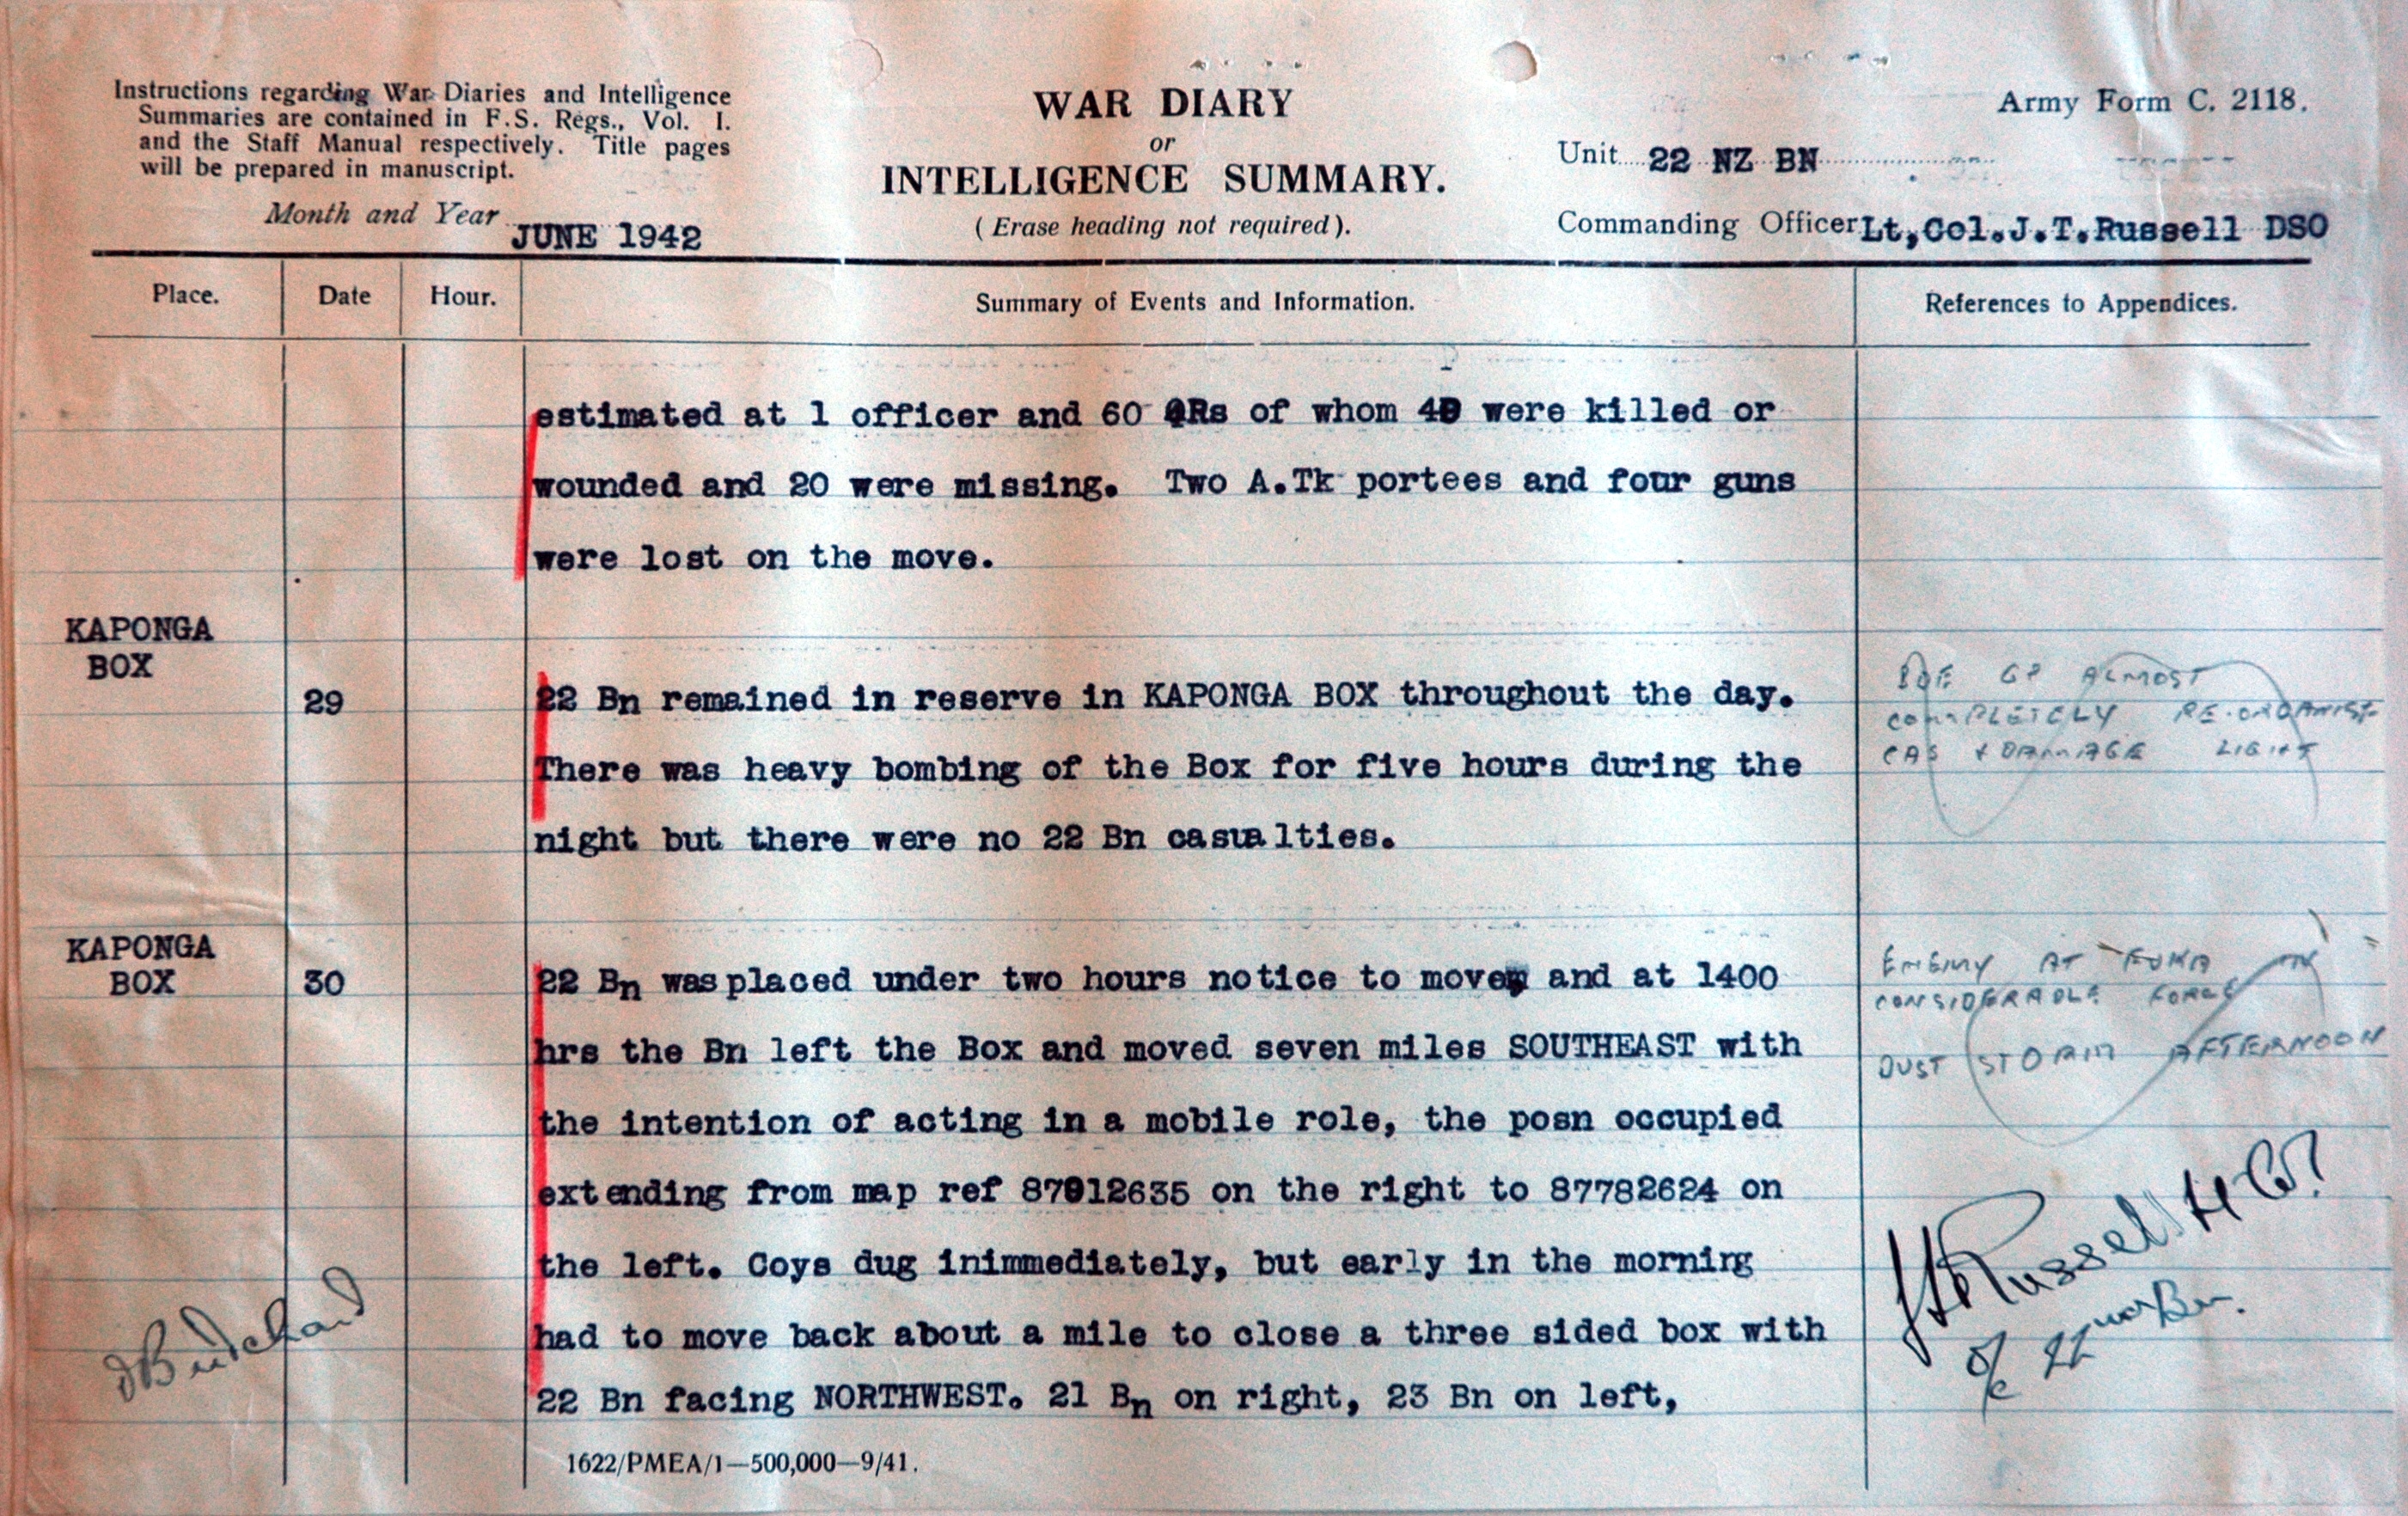 Instructions regarding War Diaries and Intelligence
Summaries are contained in F.S. Regs., Vol. I.
and the Staff Manual respectively. Title pages
will be prepared in manuscript.
Month and Year JUNE 1942
WAR DIARY
or
INTELLIGENCE SUMMARY.
(Erase heading not required).
Army Form C. 2118.
Unit 22 NZ BN
Commanding Officer Lt,Col.J.T.Russell DSO
Place. Date Hour. Summary of Events and Information. References to Appendices.
estimated at 1 officer and 60 ORs of whom 40 were killed or
wounded and 20 were missing. Two A.Tk portees and four guns
were lost on the move.
KAPONGA
BOX
29 22 Bn remained in reserve in KAPONGA BOX throughout the day.
There was heavy bombing of the Box for five hours during the
night but there were no 22 Bn casualties.
ALMOST
COMPLETELY RE-ORGANISE
CAS + DAMAGE LIGHT
KAPONGA
BOX 30 22 Bn was placed under two hours notice to move and at 1400
hrs the Bn left the Box and moved seven miles SOUTHEAST with
the intention of acting in a mobile role, the posn occupied
extending from map ref 87912635 on the right to 87782624 on
the left. Coys dug inimmediately, but early in the morning
had to move back about a mile to close a three sided box with
22 Bn facing NORTHWEST. 21 Bn on right, 23 Bn on left,
ENEMY AT FUKA IN
CONSIDERABLE FORCE
DUST STORM AFTERNOON
Russell
1622/PMEA/1—500,000—9/41.